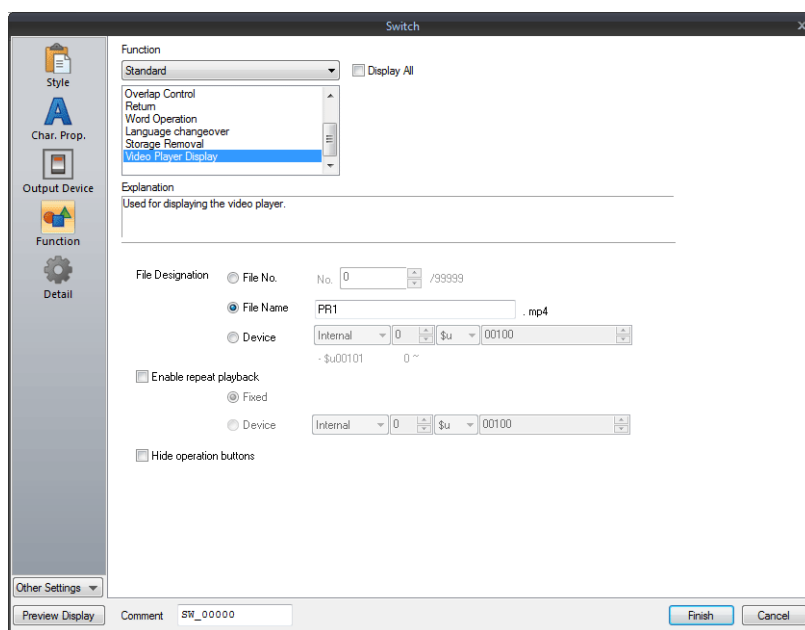 Switch
Style
Char. Prop.
Output Device
Function
Detail
Other Settings
Preview Display
Function
Standard
Display All
Overlap Control
Return
Word Operation
Language changeover
Storage Removal
Video Player Display
Explanation
Used for displaying the video player.
File Designation File No. No. 0 /99999
File Name PR1 . mp4
Device Internal 0 $u 00100
- $u00101 0 ~
Enable repeat playback
Fixed
Device Internal 0 $u 00100
Hide operation buttons
Comment SW_00000 Finish Cancel